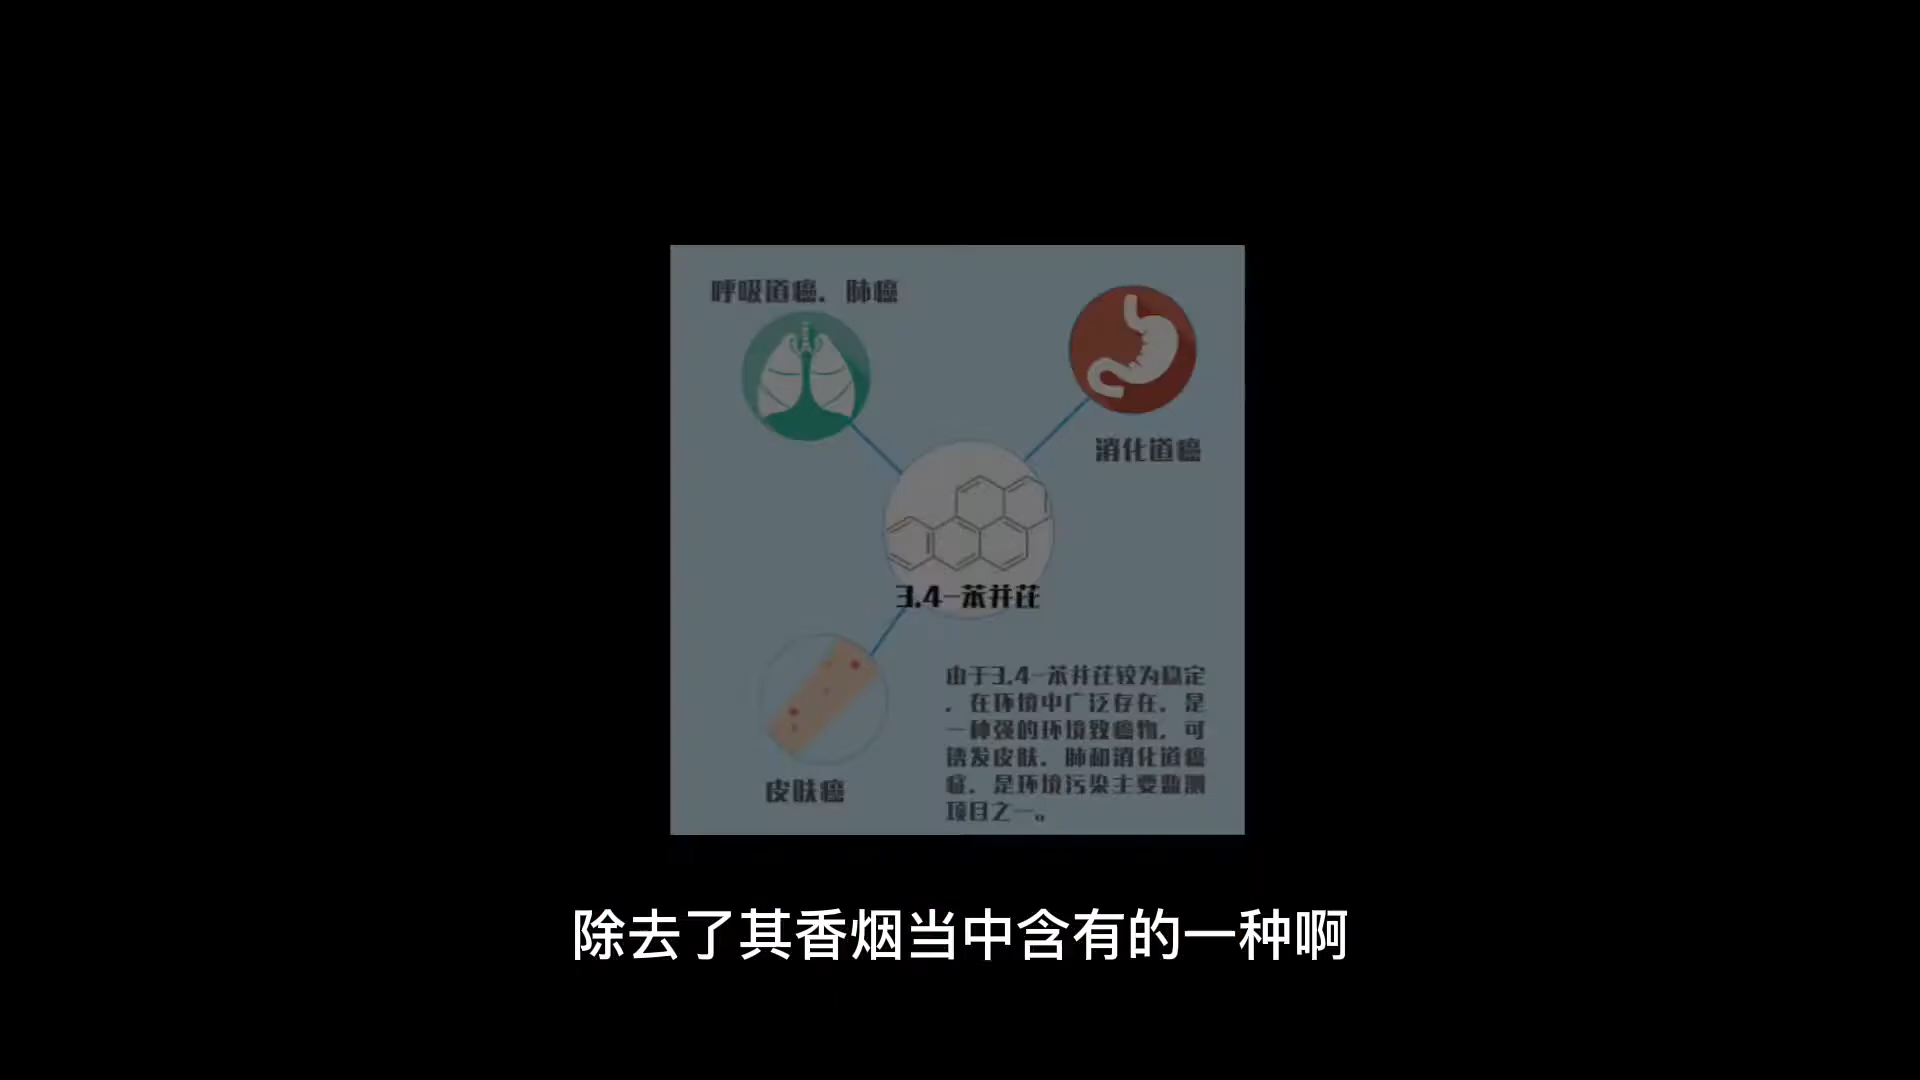 呼吸道癌、肺癌
消化道癌
3,4-苯并芘
皮肤癌
由于3,4-苯并芘较为稳定
，在环境中广泛存在，是
一种强的环境致癌物，可
诱发皮肤、肺和消化道癌
症，是环境污染主要监测
项目之一。
除去了其香烟当中含有的一种啊